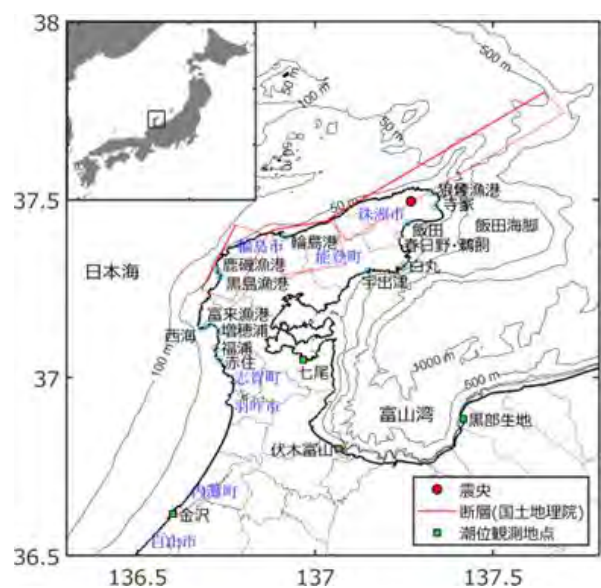 38
500 m
100 m
50 m
50 m
37.5
50 m
狼煙漁港
寺家
珠洲市
飯田
飯田海脚
春日野・鵜飼
輪島港
輪島市
能登町
白丸
日本海
鹿磯漁港
宇出津
黒島漁港
富来漁港
西海
増穂浦
100 m
福浦
1000 m
赤住
37
七尾
500 m
志賀町
羽咋市
富山湾
黒部生地
伏木富山
内灘町
震央
金沢
断層(国土地理院)
白山市
潮位観測地点
36.5
136.5
137
137.5